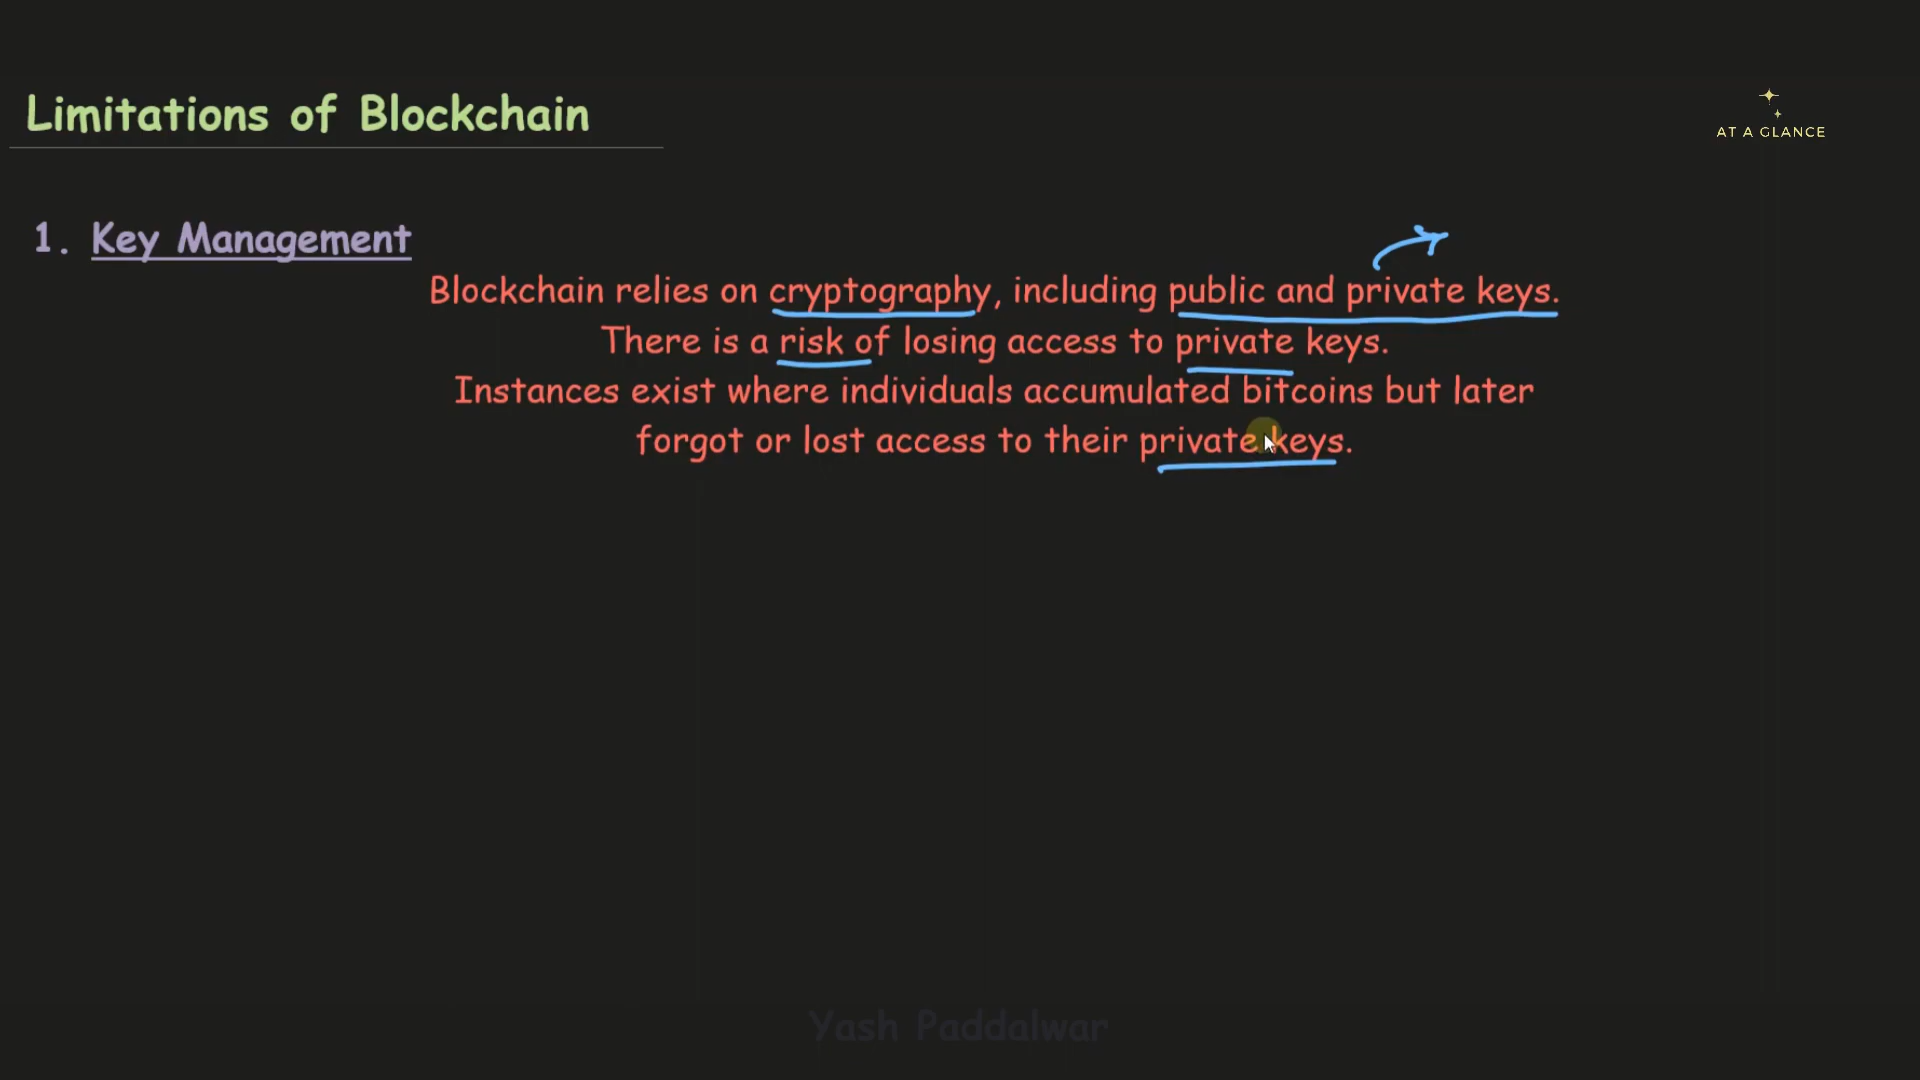 Limitations of Blockchain
AT A GLANCE
1. Key Management
Blockchain relies on cryptography, including public and private keys.
There is a risk of losing access to private keys.
Instances exist where individuals accumulated bitcoins but later
forgot or lost access to their private keys.
Yash Paddalwar